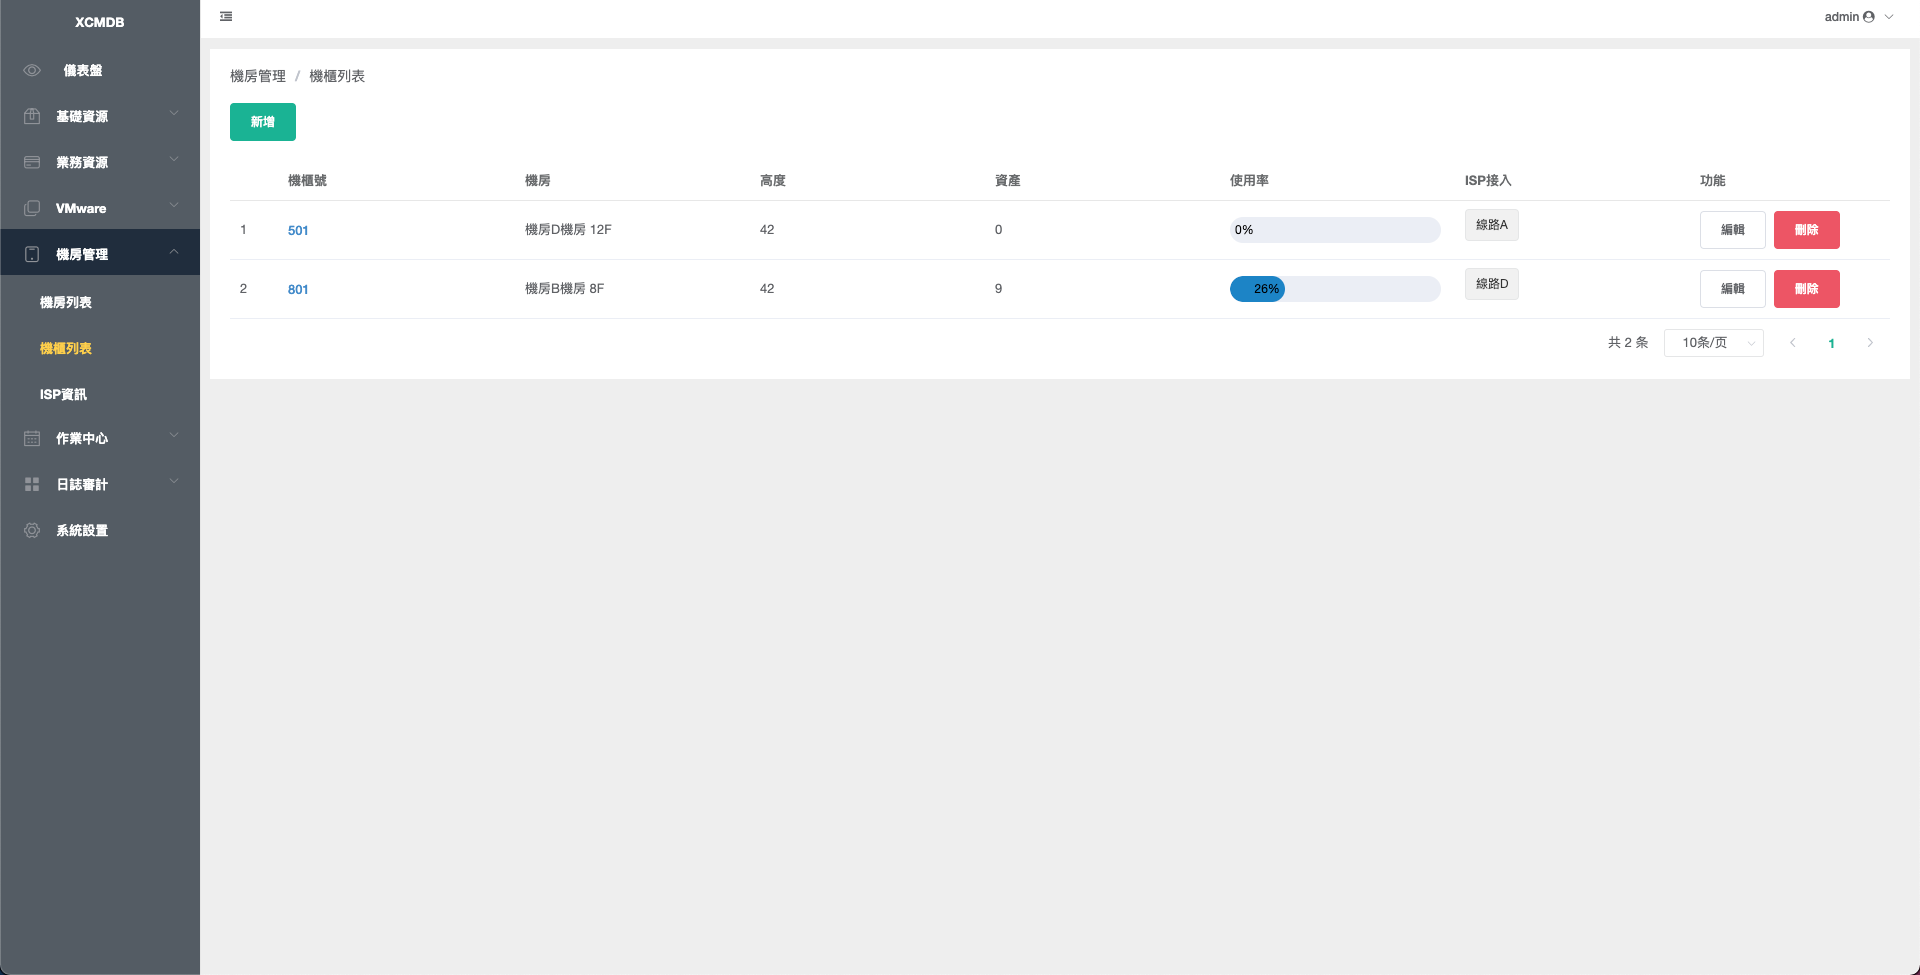 XCMDB
admin
儀表盤
基礎資源
業務資源
VMware
機房管理
機房列表
機櫃列表
ISP資訊
作業中心
日誌審計
系統設置
機房管理 / 機櫃列表
新增
機櫃號 機房 高度 資產 使用率 ISP接入 功能
1 501 機房D機房 12F 42 0 0% 線路A 編輯 刪除
2 801 機房B機房 8F 42 9 26% 線路D 編輯 刪除
共 2 条 10条/页 1